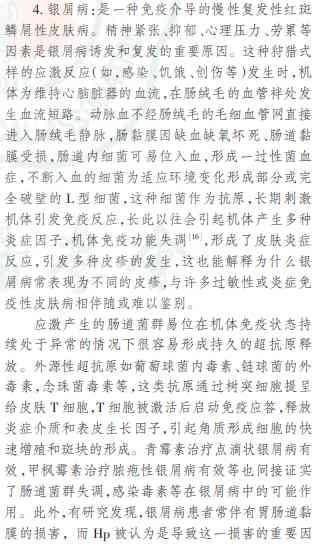 4. 银屑病：是一种免疫介导的慢性复发性红斑
鳞屑性皮肤病。精神紧张、抑郁、心理压力、劳累等
因素是银屑病诱发和复发的重要原因。这种狩猎式
样的应激反应(如,感染、饥饿、创伤等)发生时,机
体为维持心脑脏器的血流,在肠绒毛的血管袢处发
生血流短路。动脉血不经肠绒毛的毛细血管网直接
进入肠绒毛静脉,肠黏膜因缺血缺氧坏死、肠道黏
膜受损,肠道内细菌可易位入血,形成一过性菌血
症,不断入血的细菌为适应环境变化形成部分或完
全破壁的 L 型细菌,这种细菌作为抗原,长期刺激
机体引发免疫反应,长此以往会引起机体产生多种
炎症因子,机体免疫功能失调[16],形成了皮肤炎症
反应,引发多种皮疹的发生,这也能解释为什么银
屑病常表现为不同的皮疹,与许多过敏性或炎症免
疫性皮肤病相伴随或难以鉴别。
应激产生的肠道菌群易位在机体免疫状态持
续处于异常的情况下很容易形成持久的超抗原释
放。外源性超抗原如葡萄球菌内毒素、链球菌的外
毒素,念珠菌毒素等,这类抗原通过树突细胞提呈
给皮肤 T 细胞,T 细胞被激活后启动免疫应答,释放
炎症介质和表皮生长因子,引起角质形成细胞的快
速增殖和斑块的形成。青霉素治疗点滴状银屑病有
效,甲枫霉素治疗脓疱性银屑病有效等也间接证实
了肠道菌群失调,感染毒素等在银屑病中的可能作
用。此外,有研究发现,银屑病患者常伴有胃肠道黏
膜的损害，而 Hp 被认为是导致这一损害的重要因